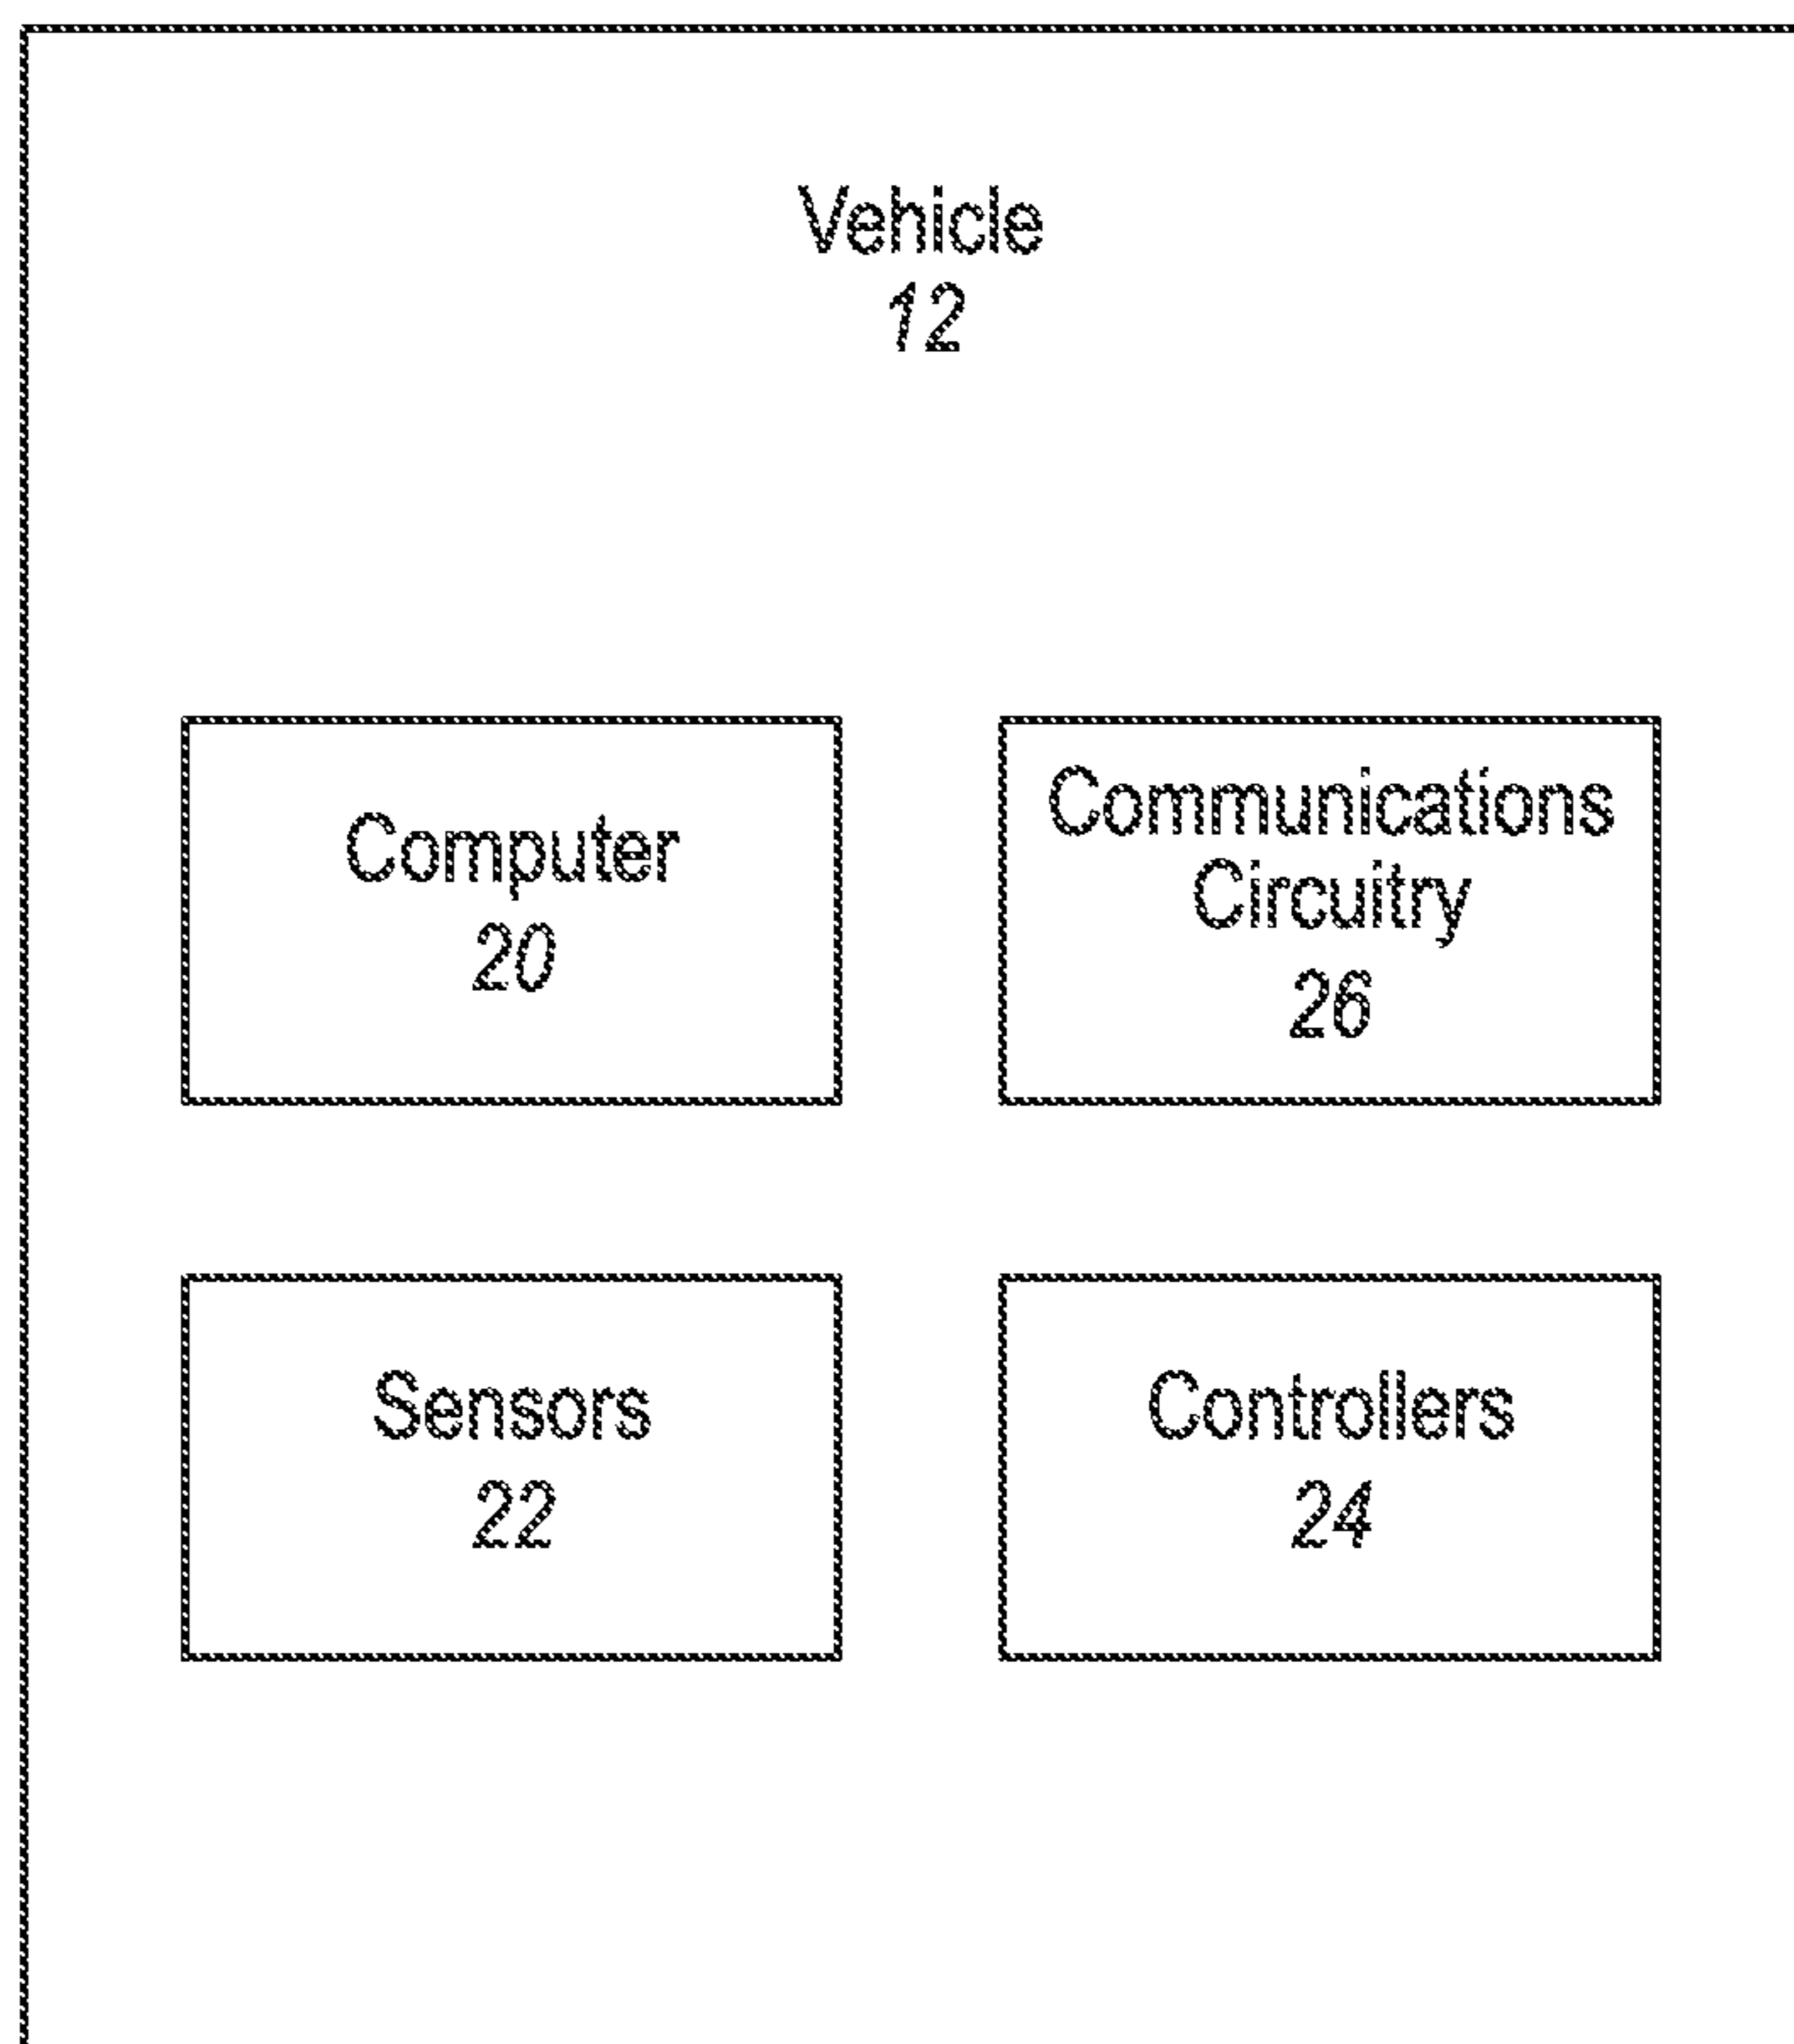 Vehicle
12
Computer
20
Communications
Circuitry
26
Sensors
22
Controllers
24